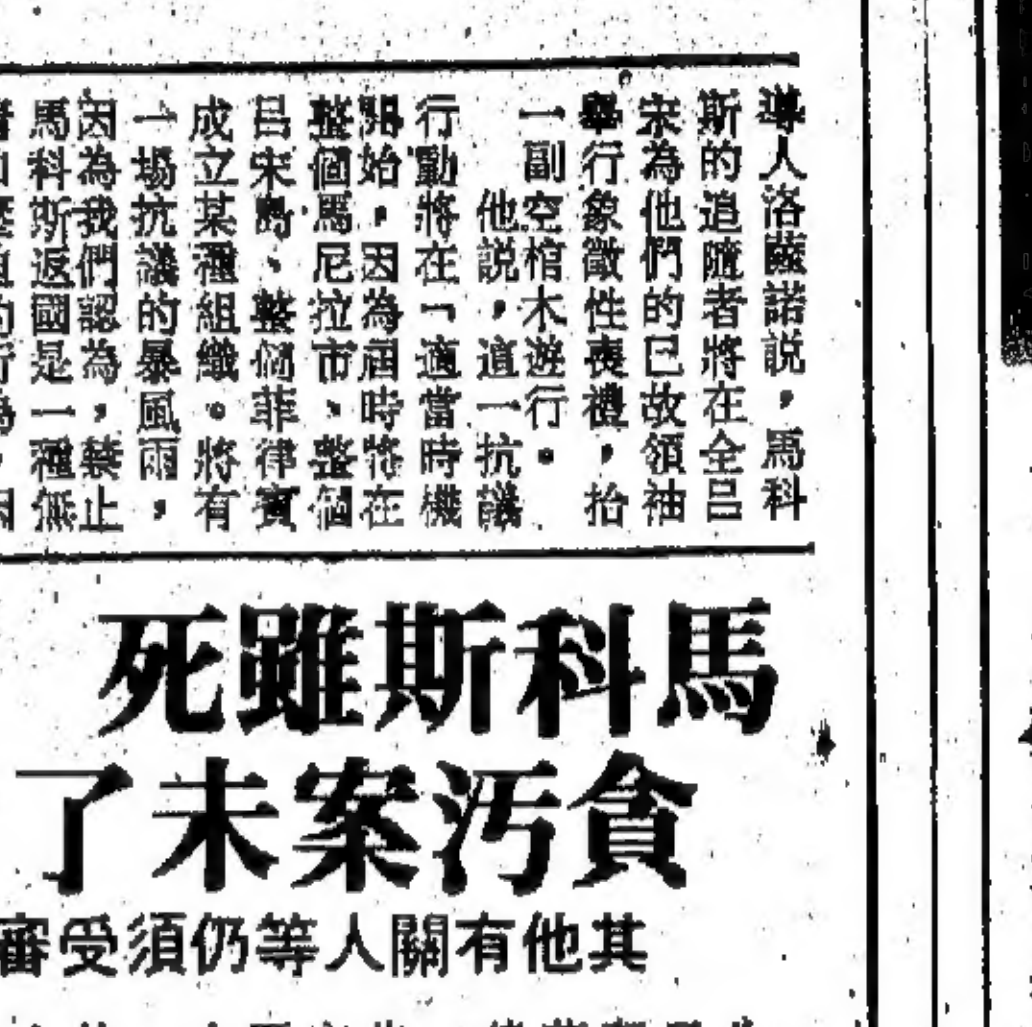 導人洛薩諾説，馬科
斯的追隨者將在全呂
宋為他們的已故領袖
舉行象徵性喪禮，抬
一副空棺木遊行。
他説，這一抗議
行動將在「適當時機
開始，因為屆時將在
整個馬尼拉市、整個
呂宋島、整個菲律賓
成立某種組織。將有
一場抗議的暴風雨，
因為我們認為，禁止
馬科斯返國是一種無
馬科斯雖死
貪污案未了
其他有關人等仍須受審